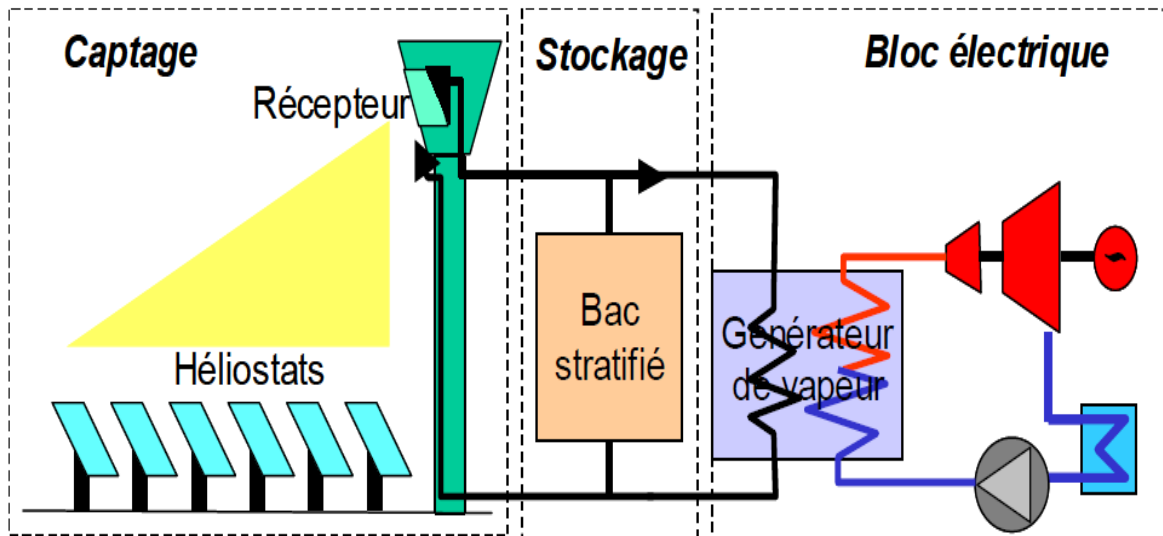 Captage
Stockage
Bloc électrique
Récepteur
Héliostats
Bac
stratifié
Générateur
de vapeur